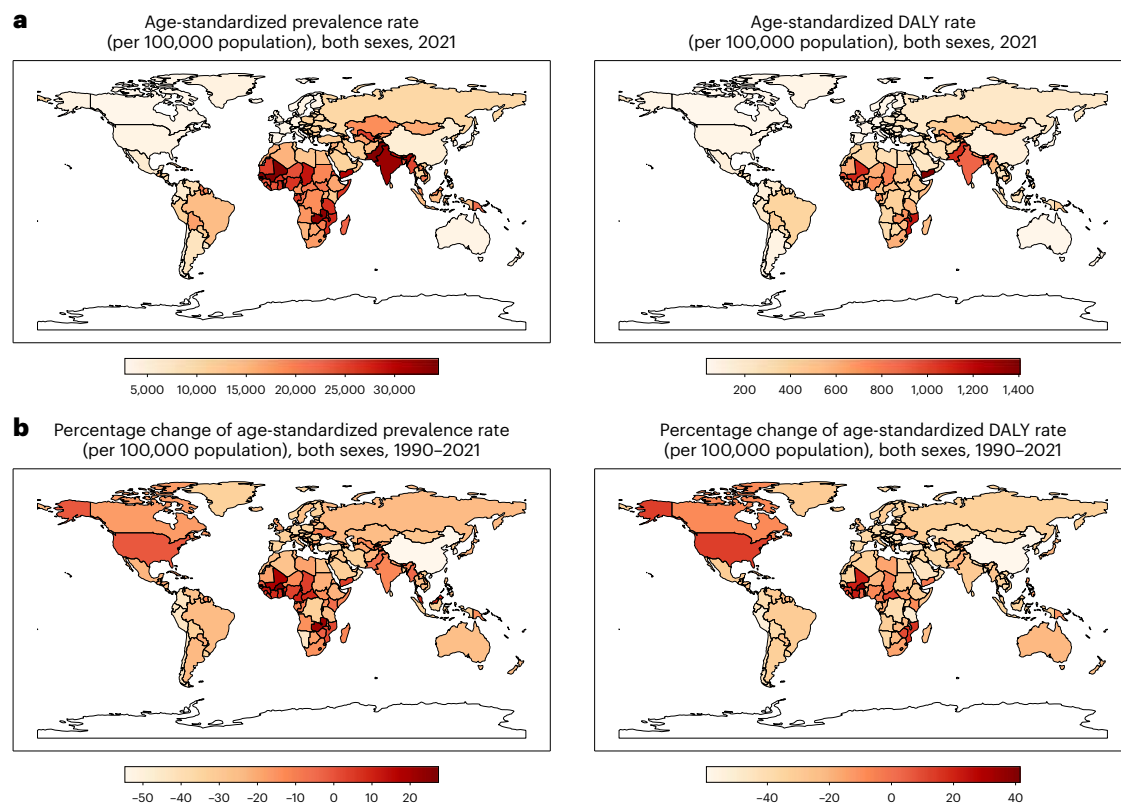 a
Age-standardized prevalence rate
(per 100,000 population), both sexes, 2021
Age-standardized DALY rate
(per 100,000 population), both sexes, 2021
5,000 10,000 15,000 20,000 25,000 30,000
200 400 600 800 1,000 1,200 1,400
b
Percentage change of age-standardized prevalence rate
(per 100,000 population), both sexes, 1990–2021
Percentage change of age-standardized DALY rate
(per 100,000 population), both sexes, 1990–2021
−50 −40 −30 −20 −10 0 10 20
−40 −20 0 20 40